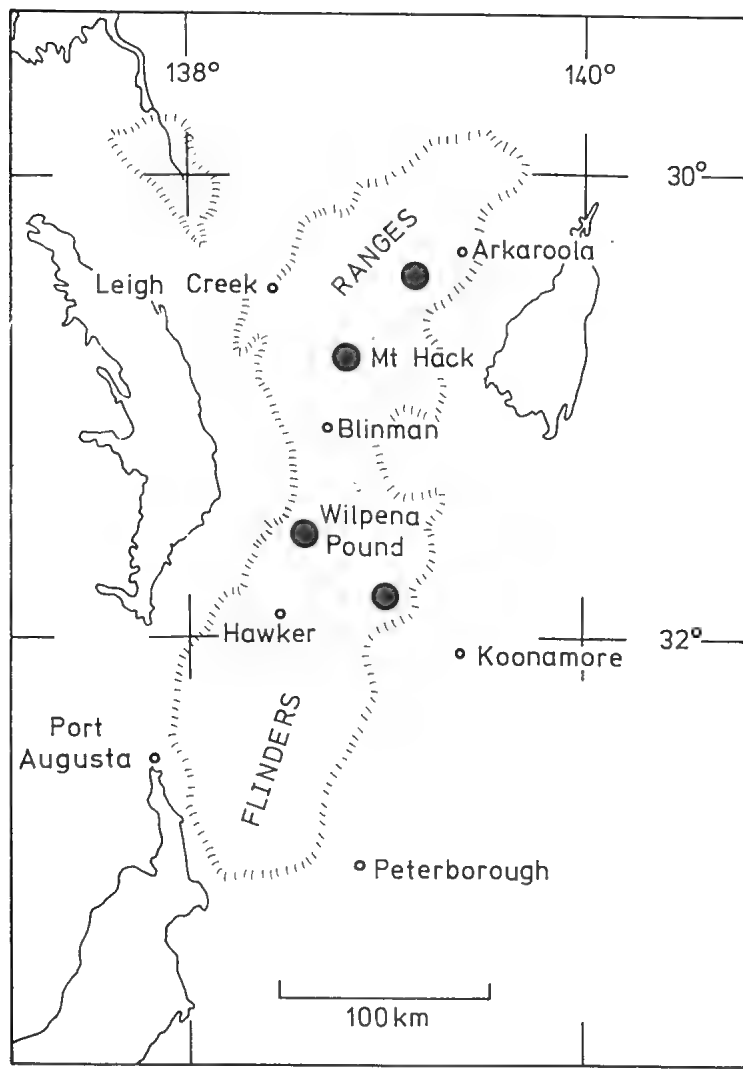 138°
140°
30°
RANGES
Arkaroola
Leigh Creek
Mt Hack
Blinman
Wilpena
Pound
Hawker
32°
Koonamore
Port
Augusta
FLINDERS
Peterborough
100 km